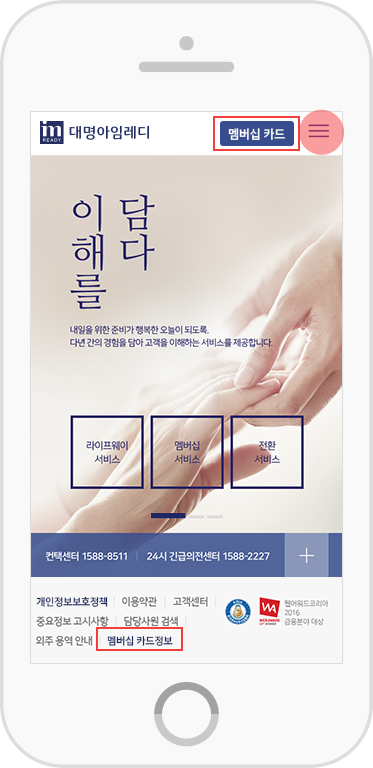 im
READY
대명아임레디
멤버십 카드
이해를
담다
내일을 위한 준비가 행복한 오늘이 되도록.
다년 간의 경험을 담아 고객을 이해하는 서비스를 제공합니다.
라이프웨이
서비스
멤버십
서비스
전환
서비스
컨택센터 1588-8511 | 24시 긴급의전센터 1588-2227 +
개인정보보호정책 | 이용약관 | 고객센터
중요정보 고시사항 | 담당사원 검색
외주 용역 안내 | 멤버십 카드정보
WA
웹어워드코리아
2016
금융분야 대상